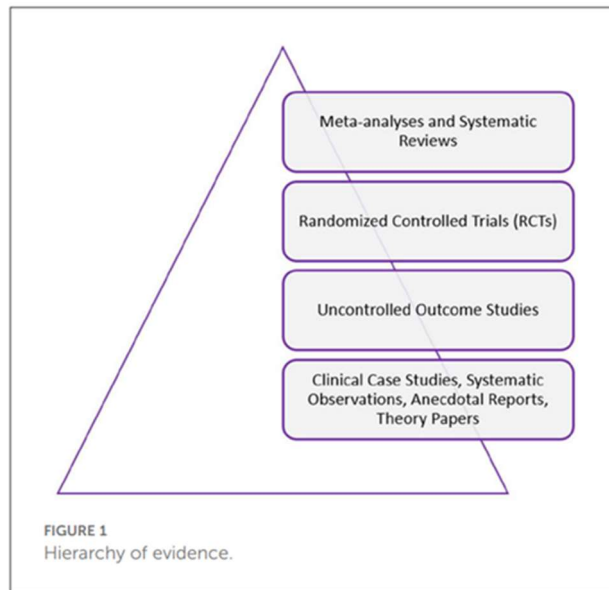 Meta-analyses and Systematic
Reviews
Randomized Controlled Trials (RCTs)
Uncontrolled Outcome Studies
Clinical Case Studies, Systematic
Observations, Anecdotal Reports,
Theory Papers
FIGURE 1
Hierarchy of evidence.